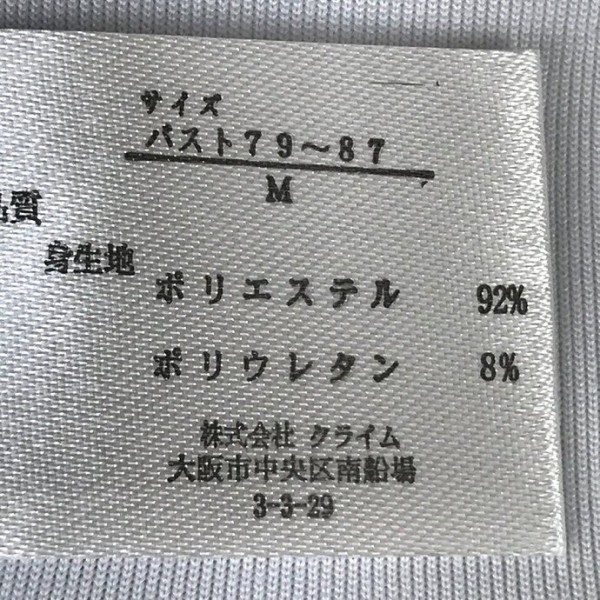 サイズ
バスト79～87
M
品質
身生地
ポリエステル 92%
ポリウレタン 8%
株式会社 クライム
大阪市中央区南船場
3-3-29